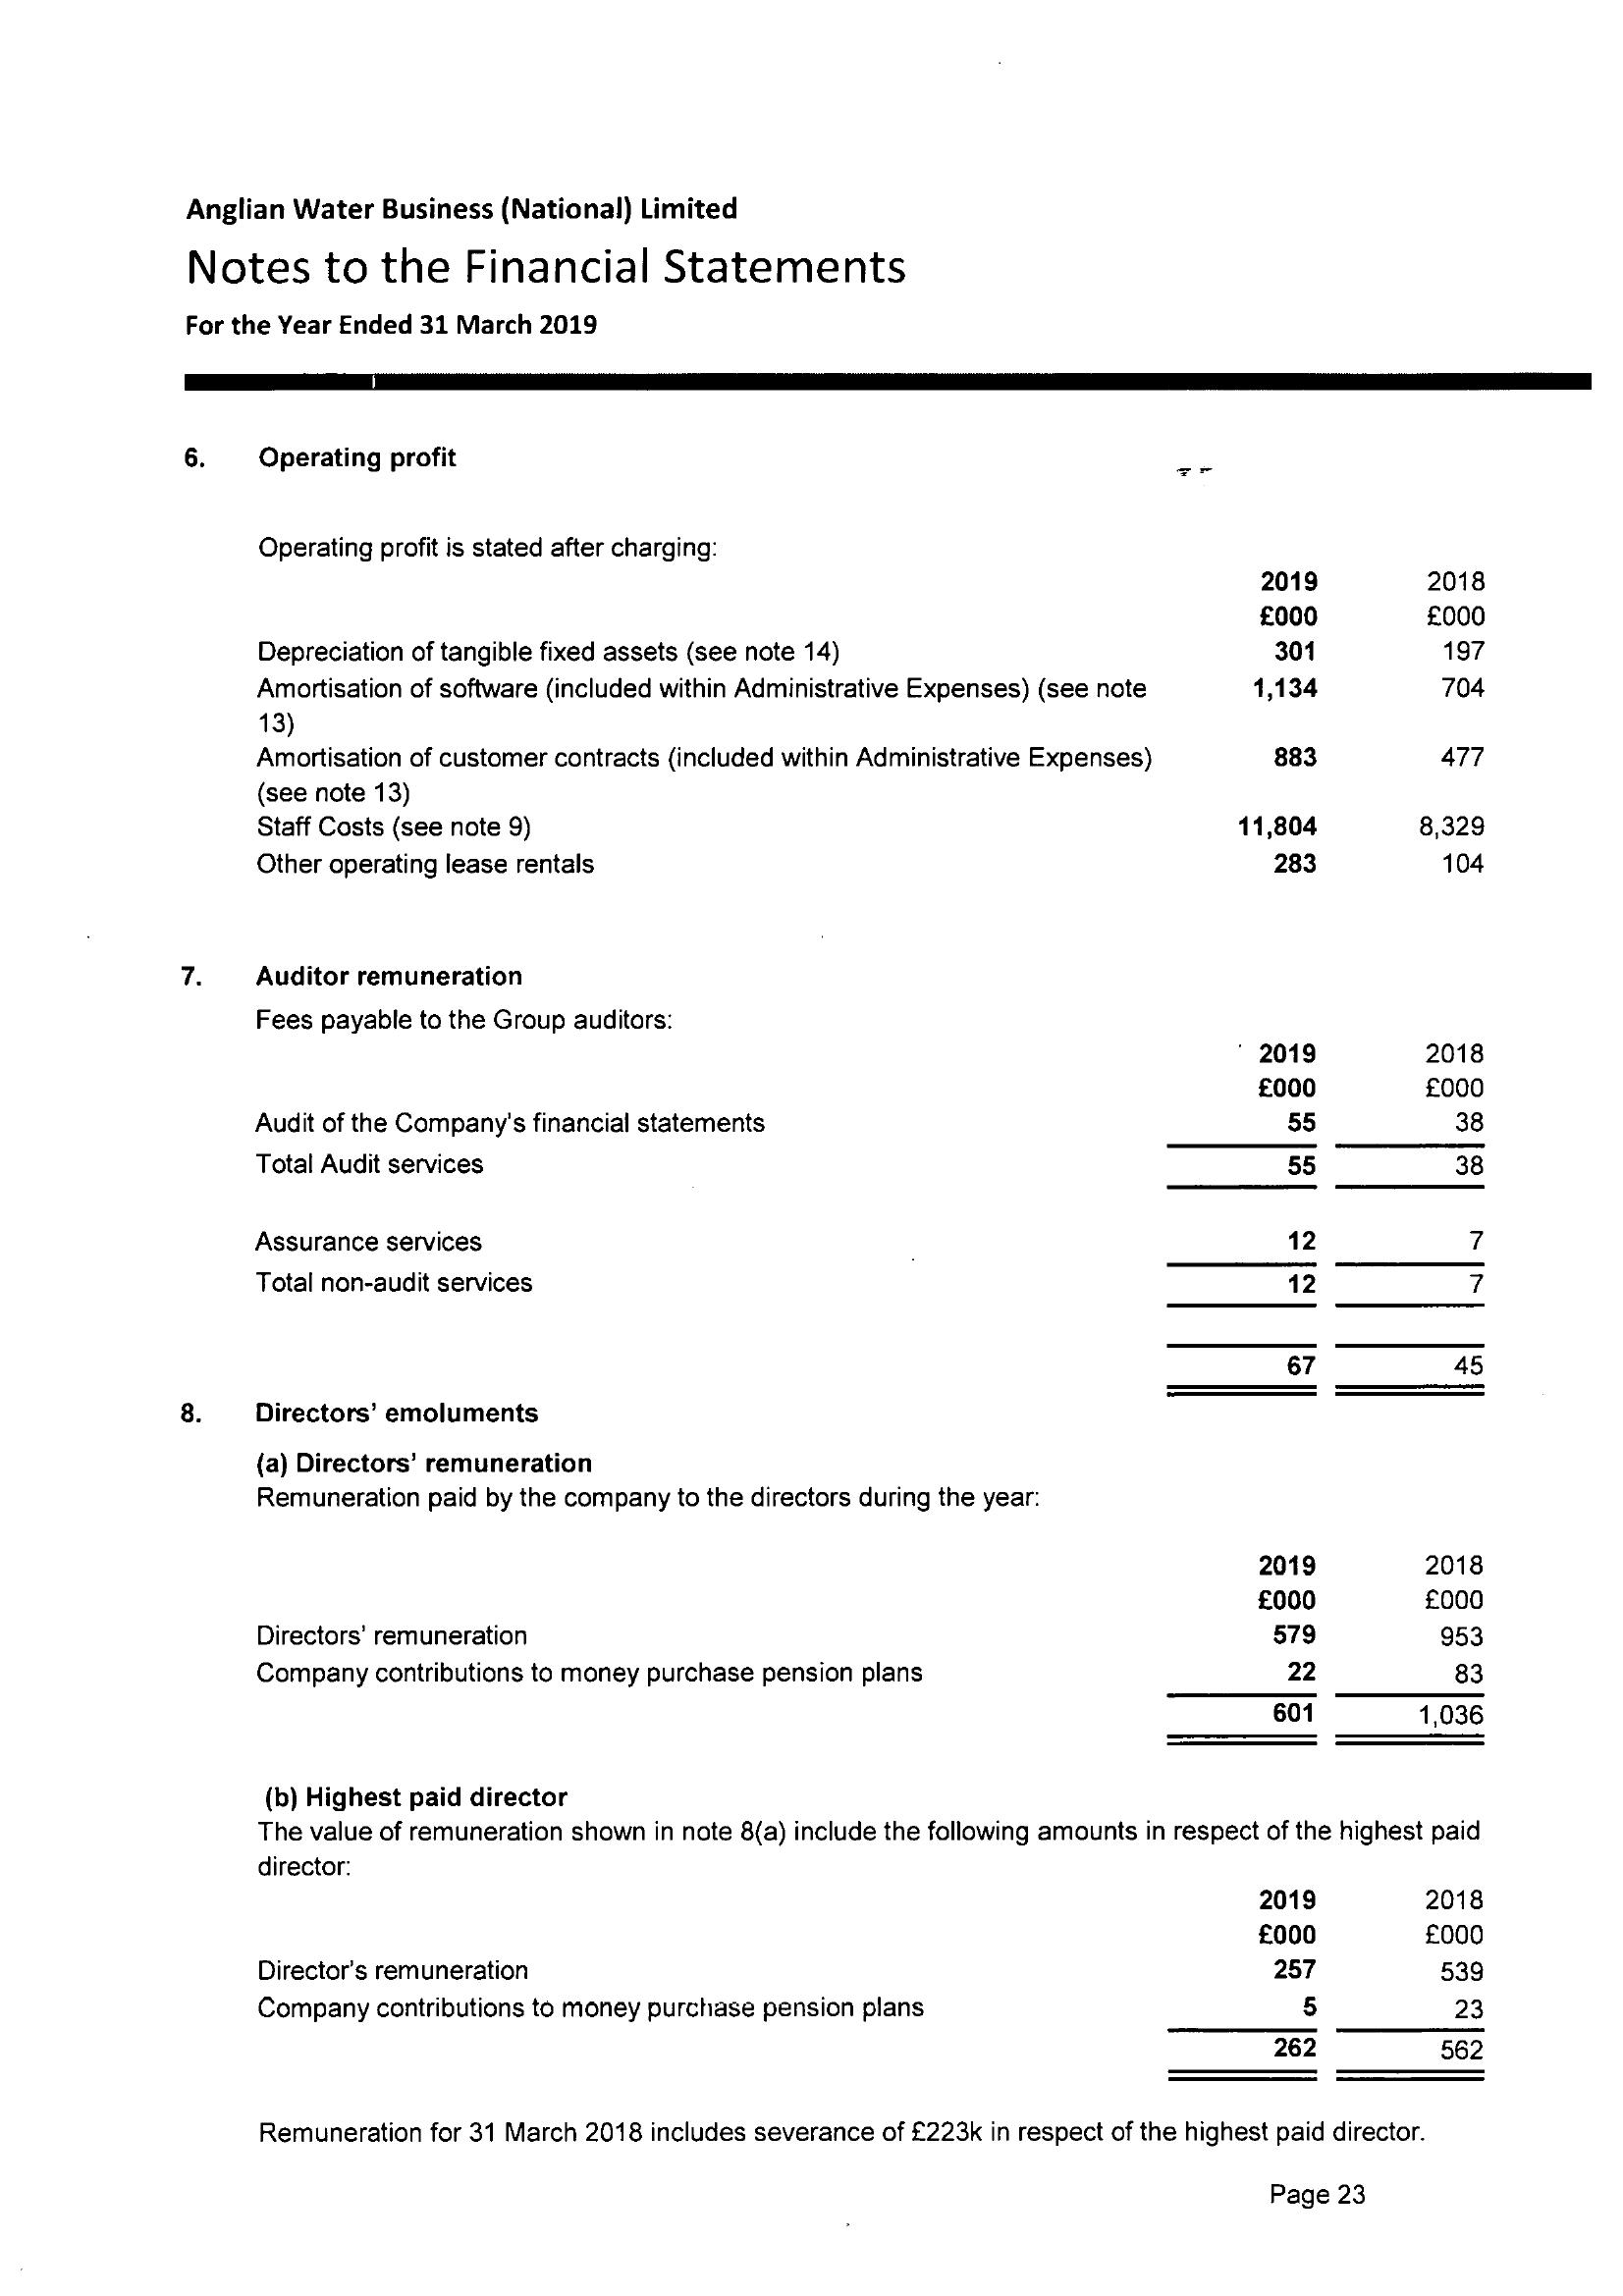 Anglian Water Business (National) Limited
Notes to the Financial Statements
For the Year Ended 31 March 2019
6. Operating profit
Operating profit is stated after charging:
2019 2018
£000 £000
Depreciation of tangible fixed assets (see note 14) 301 197
Amortisation of software (included within Administrative Expenses) (see note 1,134 704
13)
Amortisation of customer contracts (included within Administrative Expenses) 883 477
(see note 13)
Staff Costs (see note 9) 11,804 8,329
Other operating lease rentals 283 104
7. Auditor remuneration
Fees payable to the Group auditors:
2019 2018
£000 £000
Audit of the Company's financial statements 55 38
Total Audit services 55 38
Assurance services 12 7
Total non-audit services 12 7
67 45
8. Directors' emoluments
(a) Directors' remuneration
Remuneration paid by the company to the directors during the year:
2019 2018
£000 £000
Directors' remuneration 579 953
Company contributions to money purchase pension plans 22 83
601 1,036
(b) Highest paid director
The value of remuneration shown in note 8(a) include the following amounts in respect of the highest paid
director:
2019 2018
£000 £000
Director's remuneration 257 539
Company contributions to money purchase pension plans 5 23
262 562
Remuneration for 31 March 2018 includes severance of £223k in respect of the highest paid director.
Page 23